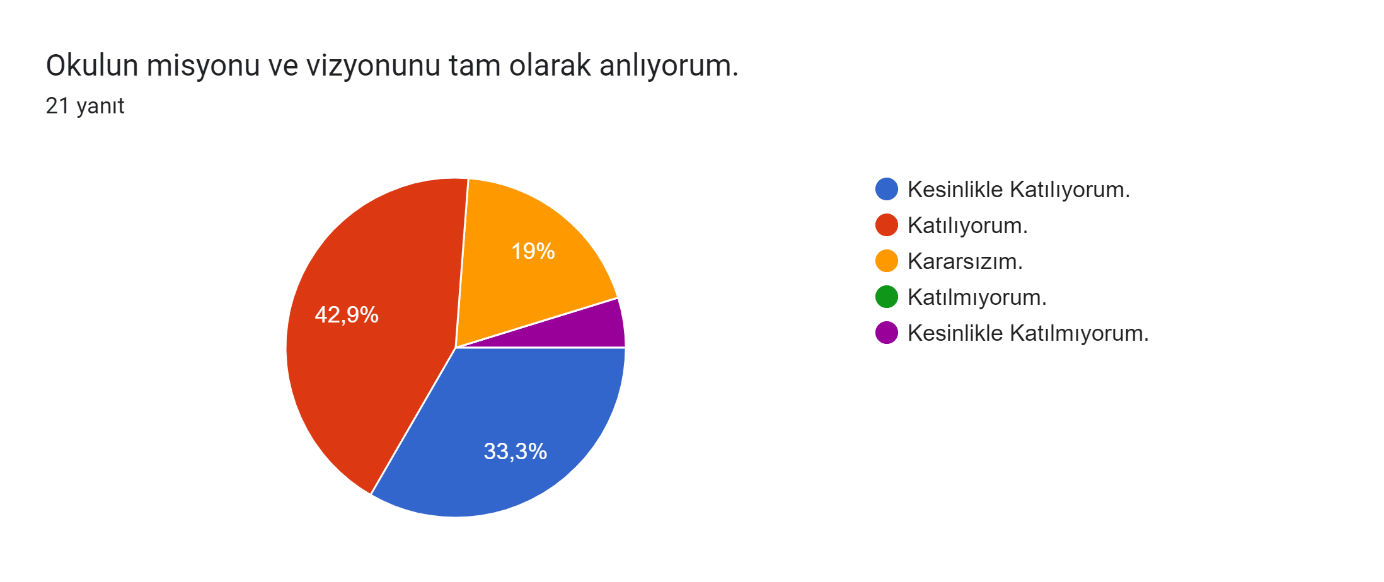 Okulun misyonu ve vizyonunu tam olarak anlıyorum.
21 yanıt
Kesinlikle Katılıyorum.
Katılıyorum.
Kararsızım.
Katılmıyorum.
Kesinlikle Katılmıyorum.
19%
42,9%
33,3%